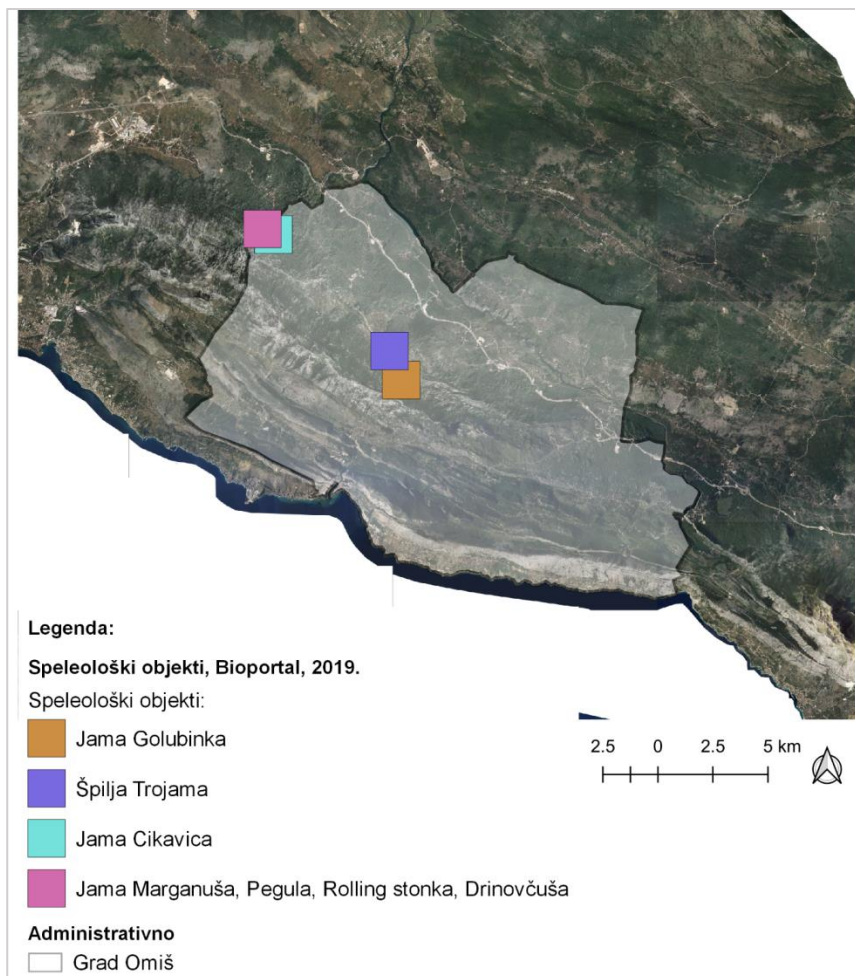 Legenda:
Speleološki objekti, Bioportal, 2019.
Speleološki objekti:
Jama Golubinka
Špilja Trojama
Jama Cikavica
Jama Marganuša, Pegula, Rolling stonka, Drinovčuša
Administrativno
Grad Omiš
2.5 0 2.5 5 km